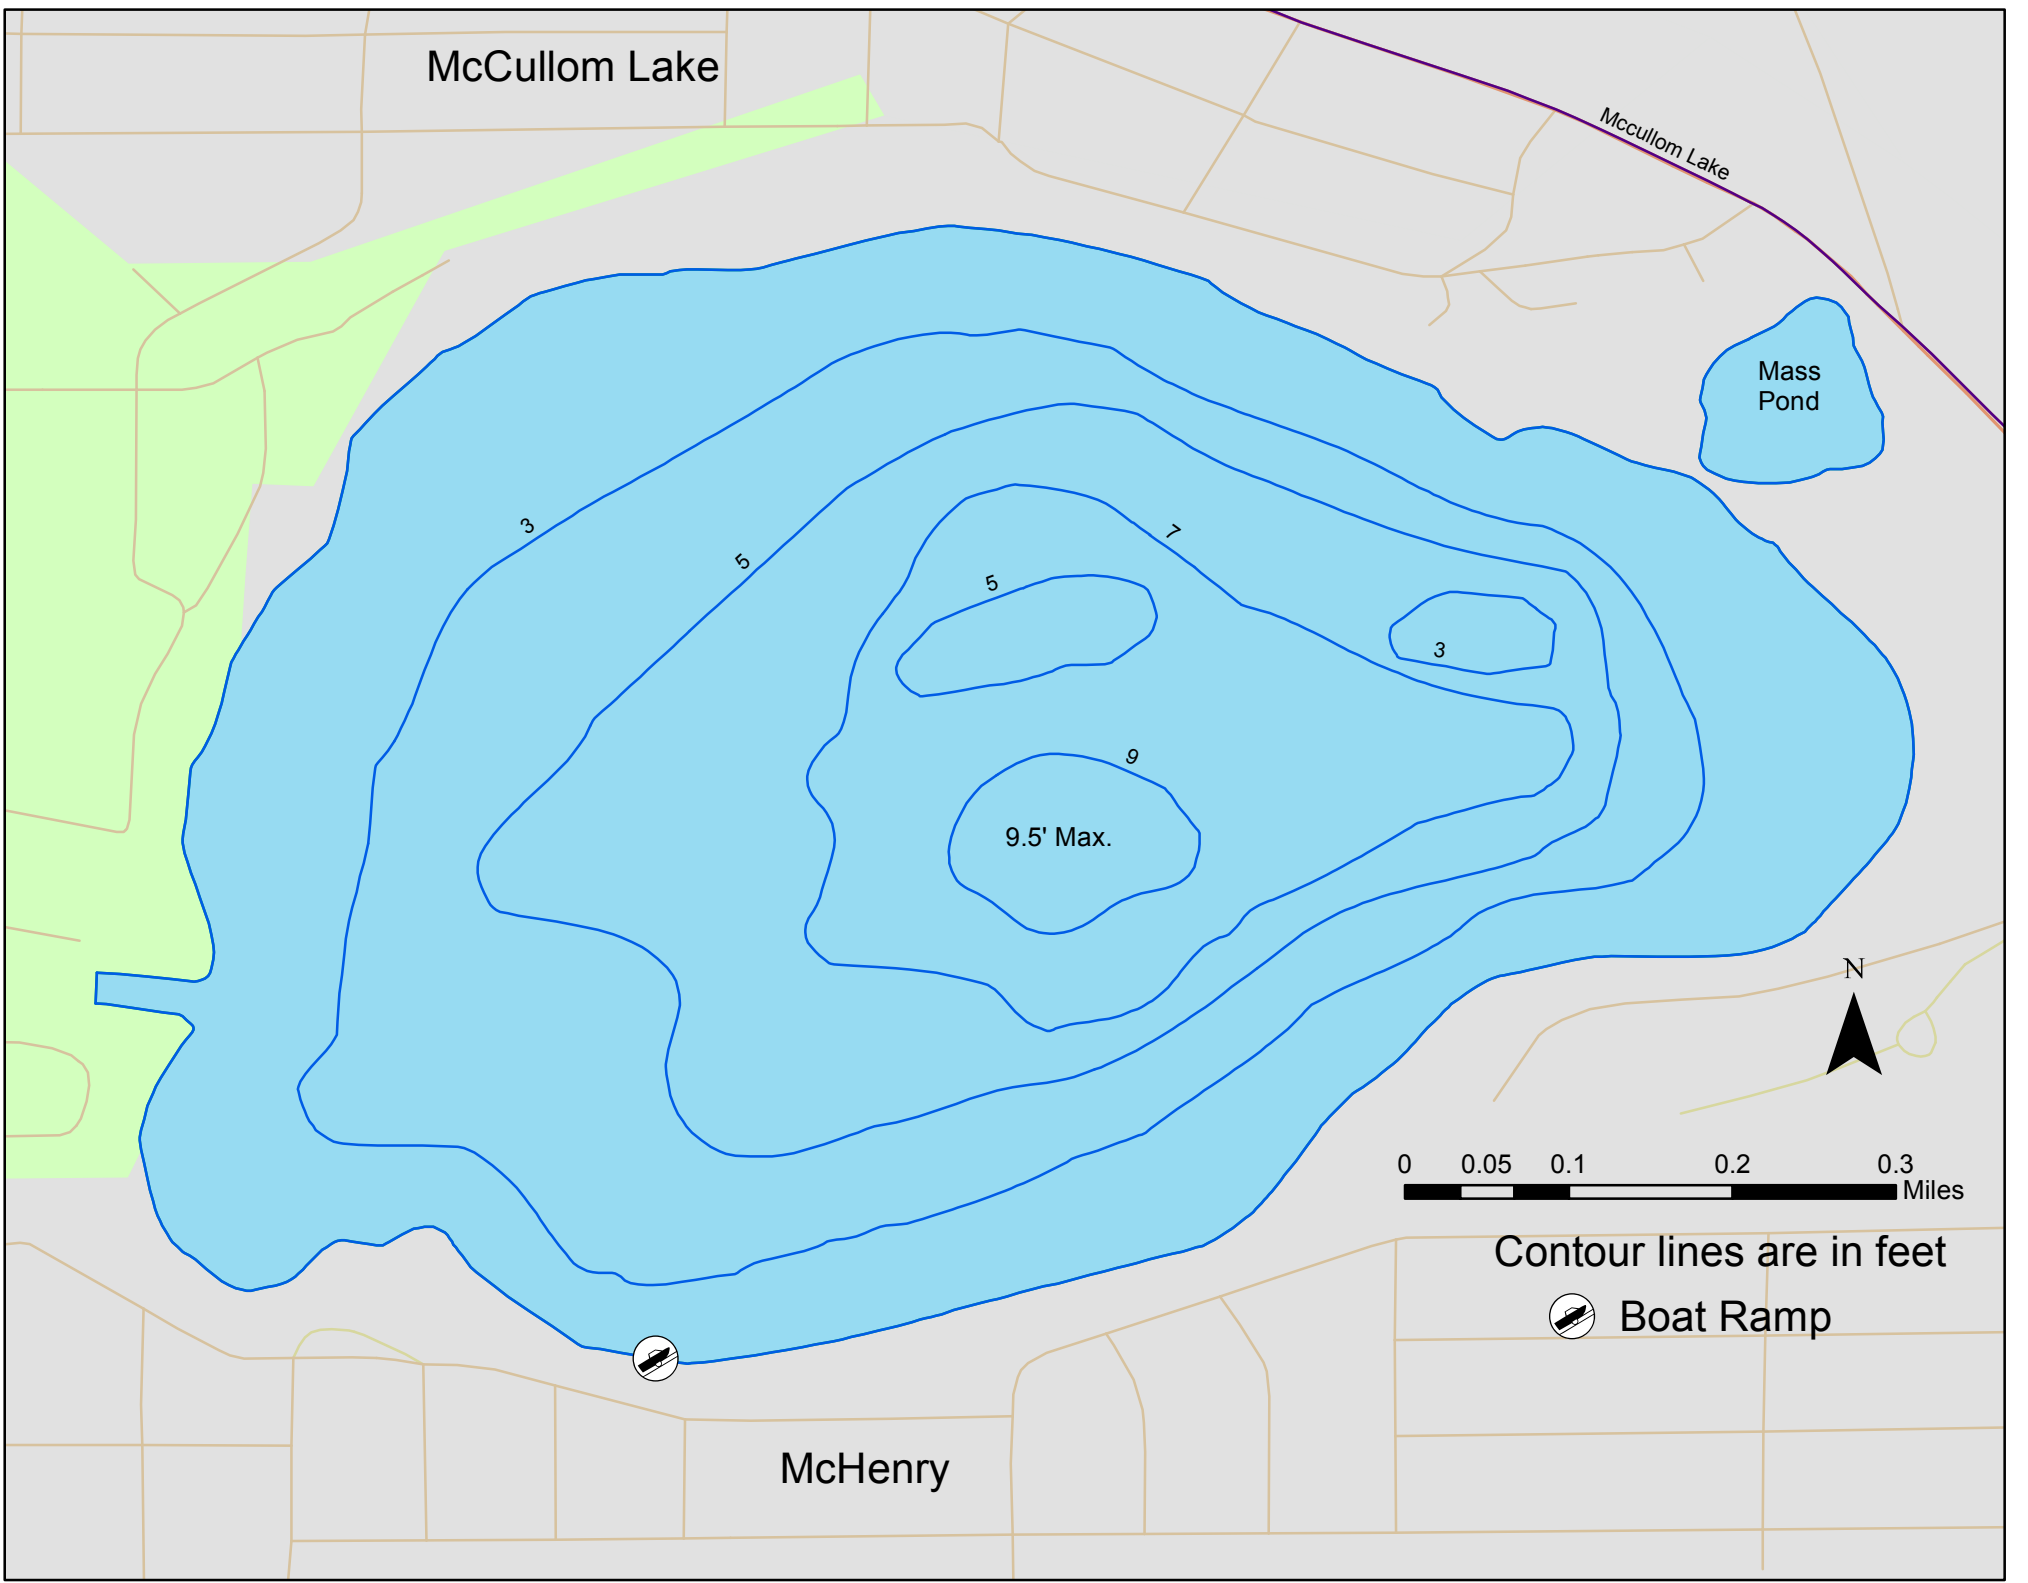 McCullom Lake
Mccullom Lake
Mass
Pond
3
5
7
5
3
9
9.5' Max.
N
0 0.05 0.1 0.2 0.3
Miles
Contour lines are in feet
Boat Ramp
McHenry